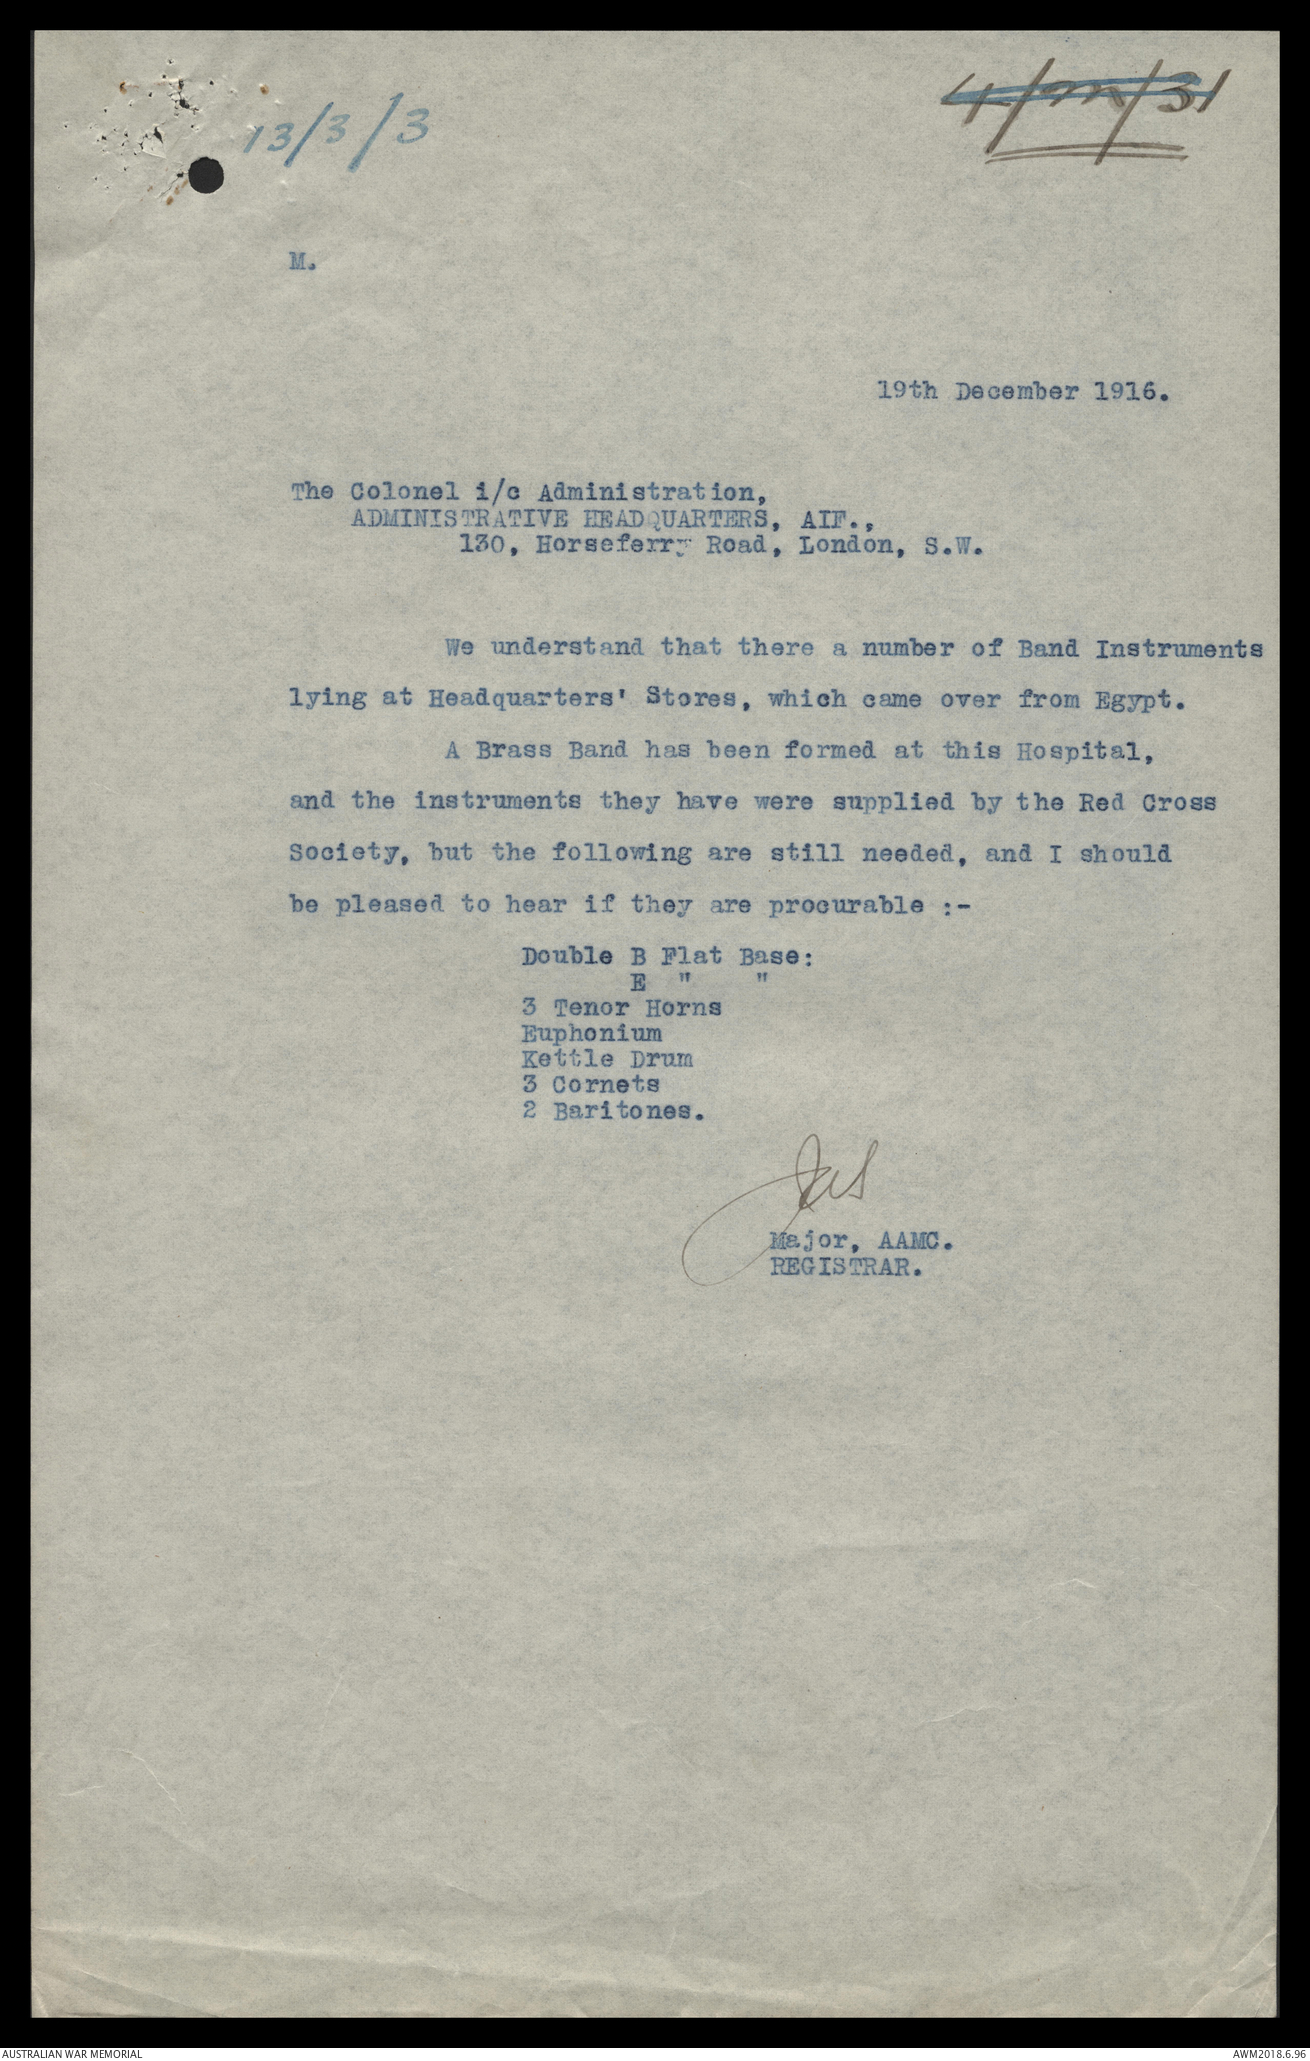 13/3/3
4/m/31
M.
19th December 1916.
The Colonel i/c Administration,
ADMINISTRATIVE HEADQUARTERS, AIF.,
130, Horseferry Road, London, S.W.
We understand that there a number of Band Instruments
lying at Headquarters' Stores, which came over from Egypt.
A Brass Band has been formed at this Hospital,
and the instruments they have were supplied by the Red Cross
Society, but the following are still needed, and I should
be pleased to hear if they are procurable :-
Double B Flat Base:
E " "
3 Tenor Horns
Euphonium
Kettle Drum
3 Cornets
2 Baritones.
Major, AAMC.
REGISTRAR.
AUSTRALIAN WAR MEMORIAL
AWM2018.6.96